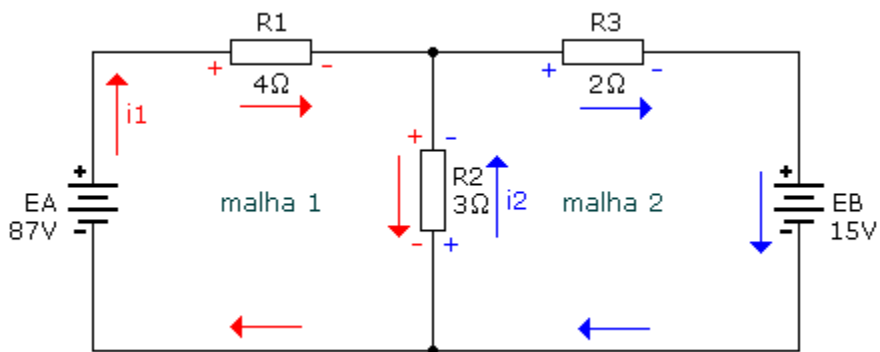 R1
R3
+ -
+ -
4Ω
2Ω
i1
+
+ -
+
EA
87V
-
malha 1
R2
3Ω
i2
malha 2
EB
15V
-
- +